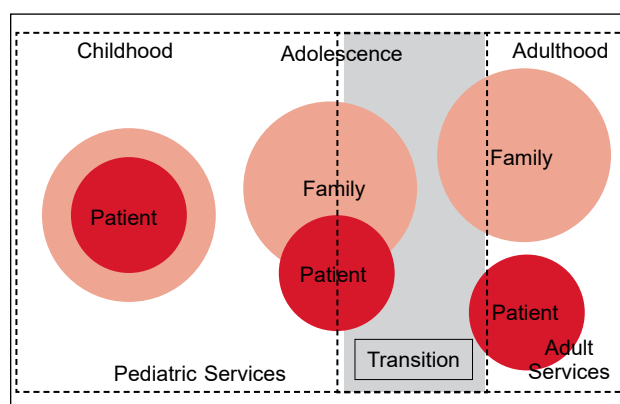 Childhood
Adolescence
Adulthood
Patient
Family
Patient
Family
Patient
Pediatric Services
Transition
Adult
Services